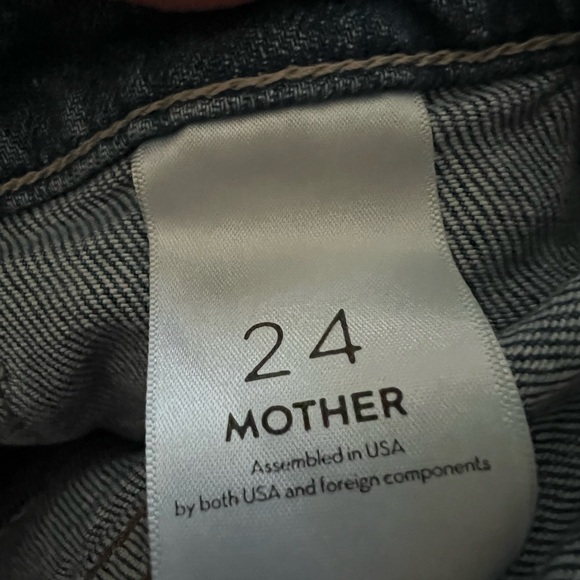 24
MOTHER
Assembled in USA
by both USA and foreign components